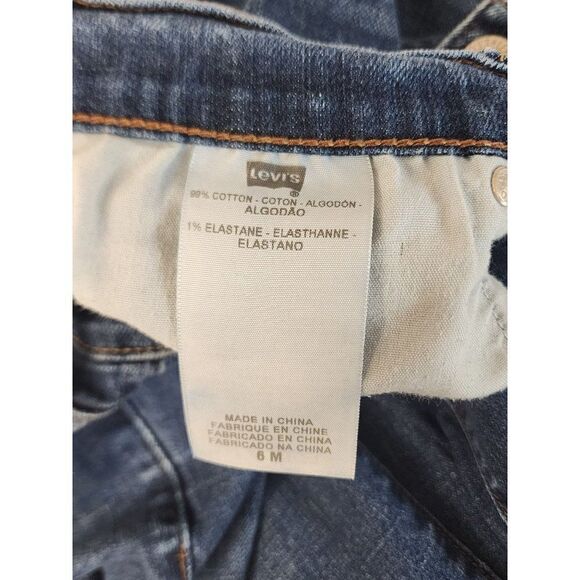 Levi's
®
99% COTTON - COTON - ALGODÓN -
ALGODÃO
1% ELASTANE - ELASTHANNE -
ELASTANO
MADE IN CHINA
FABRIQUE EN CHINE
FABRICADO EN CHINA
FABRICADO NA CHINA
6 M